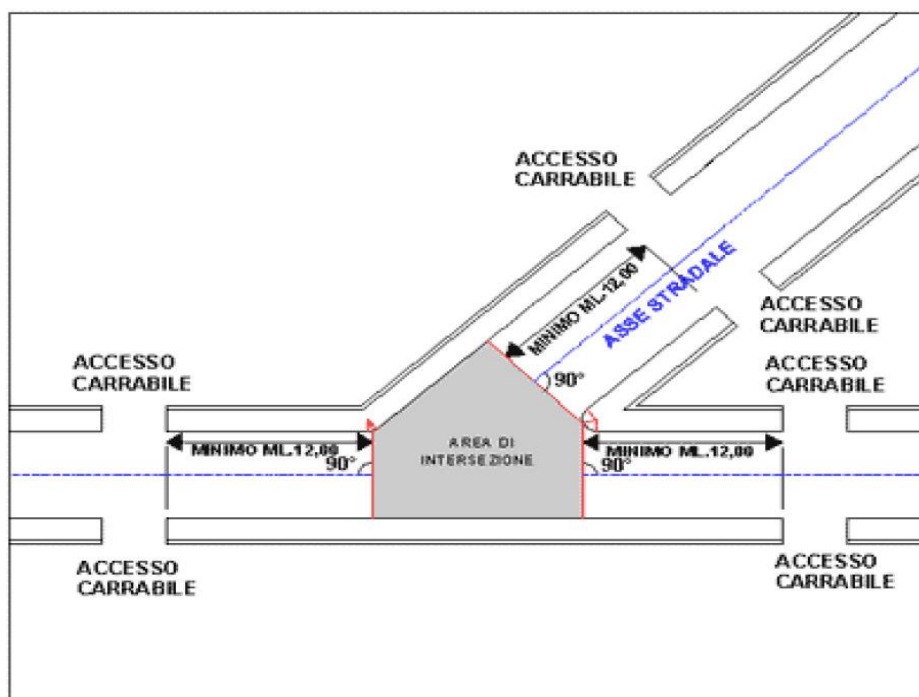 ACCESSO
CARRABILE
MINIMO ML.12,00
ASSE STRADALE
ACCESSO
CARRABILE
ACCESSO
CARRABILE
ACCESSO
CARRABILE
90°
MINIMO ML.12,00
90°
AREA DI
INTERSEZIONE
MINIMO ML.12,00
90°
ACCESSO
CARRABILE
ACCESSO
CARRABILE